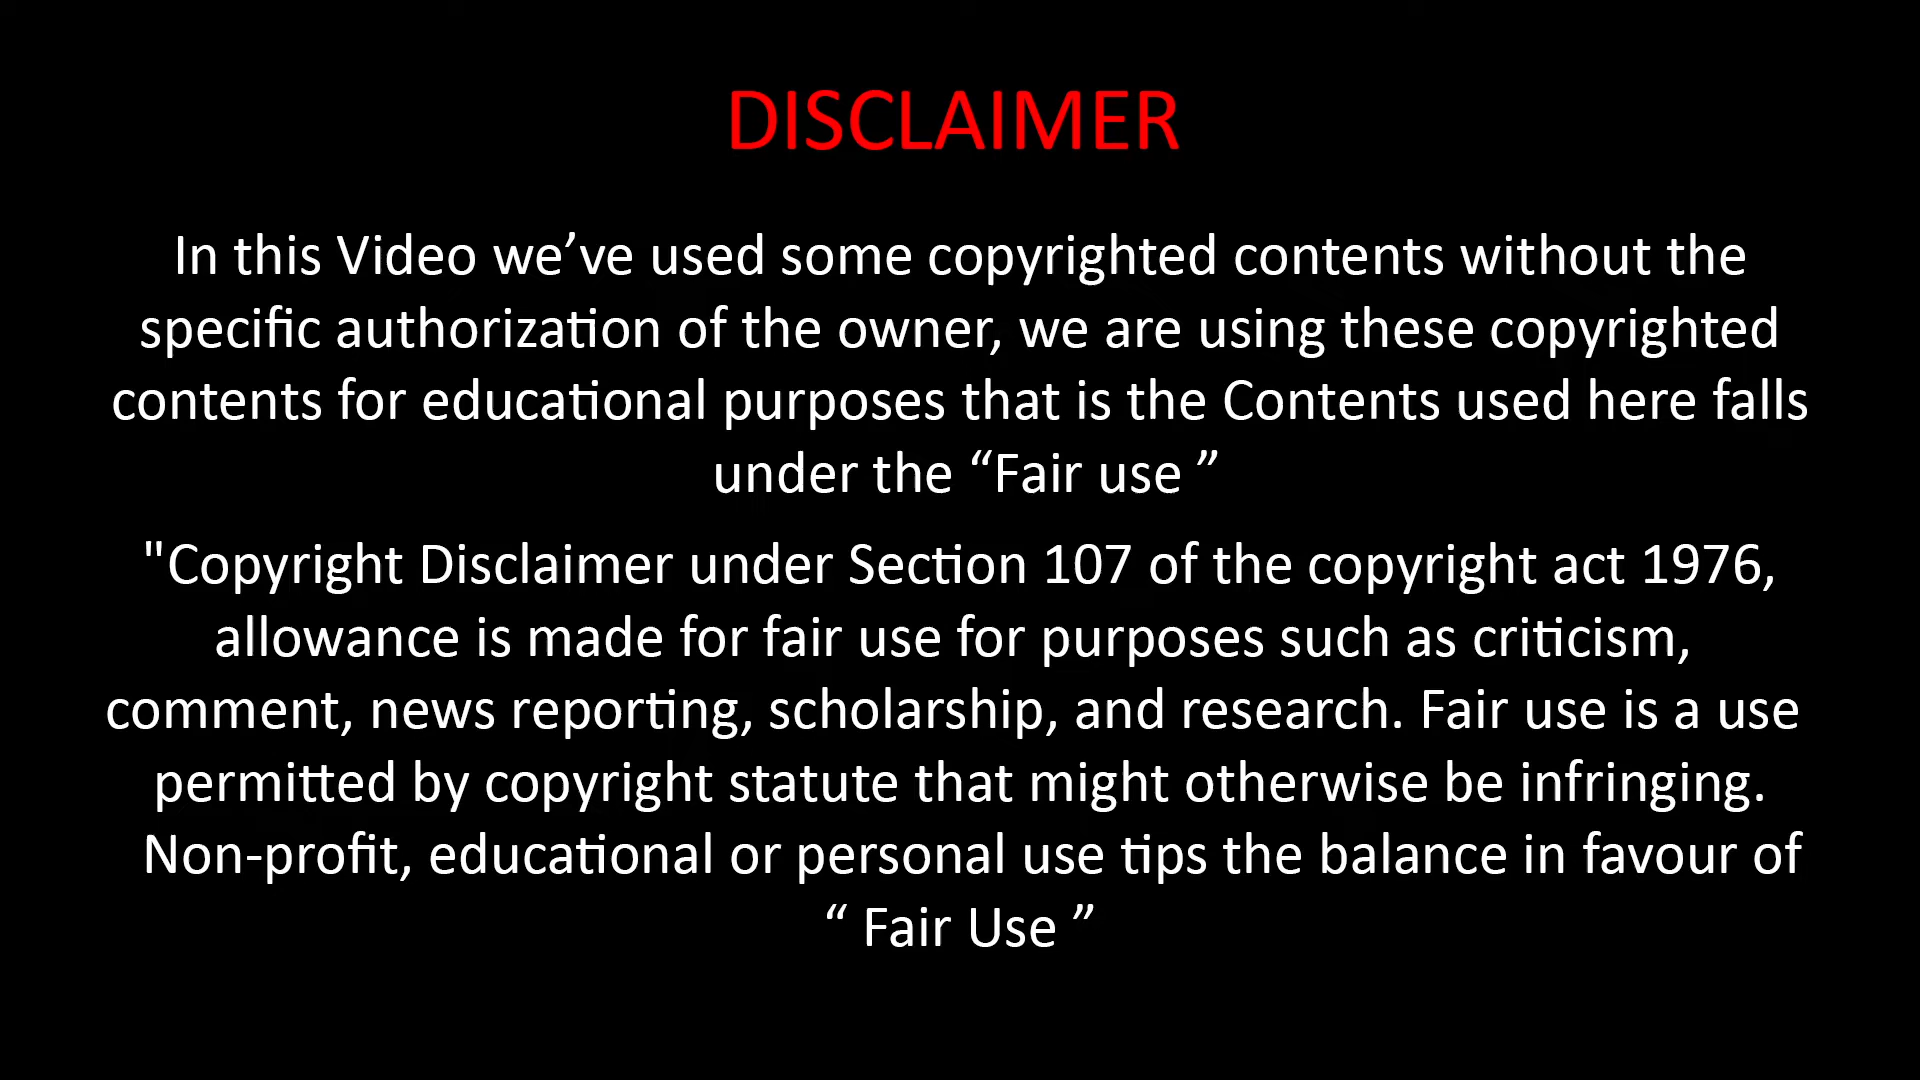 DISCLAIMER
In this Video we’ve used some copyrighted contents without the
specific authorization of the owner, we are using these copyrighted
contents for educational purposes that is the Contents used here falls
under the “Fair use ”
"Copyright Disclaimer under Section 107 of the copyright act 1976,
allowance is made for fair use for purposes such as criticism,
comment, news reporting, scholarship, and research. Fair use is a use
permitted by copyright statute that might otherwise be infringing.
Non-profit, educational or personal use tips the balance in favour of
“ Fair Use ”